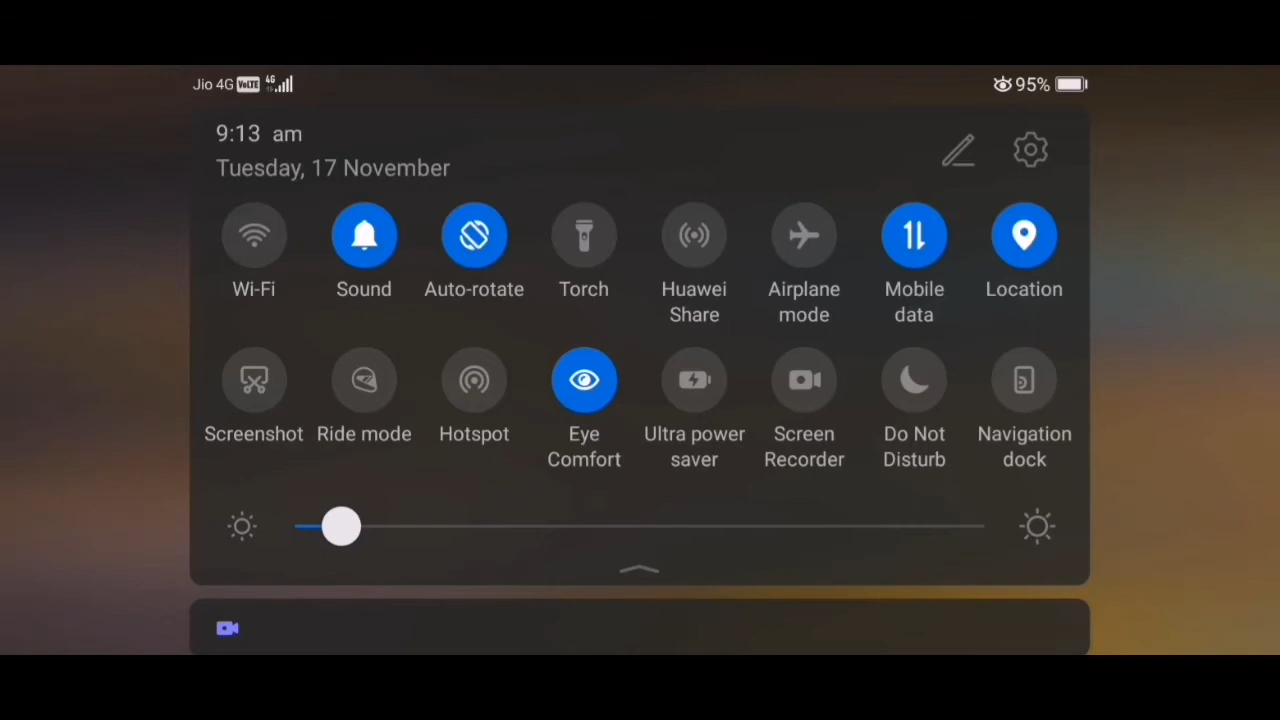 Jio 4G VoLTE 4G
95%
9:13 am
Tuesday, 17 November
Wi-Fi
Sound
Auto-rotate
Torch
Huawei
Share
Airplane
mode
Mobile
data
Location
Screenshot
Ride mode
Hotspot
Eye
Comfort
Ultra power
saver
Screen
Recorder
Do Not
Disturb
Navigation
dock